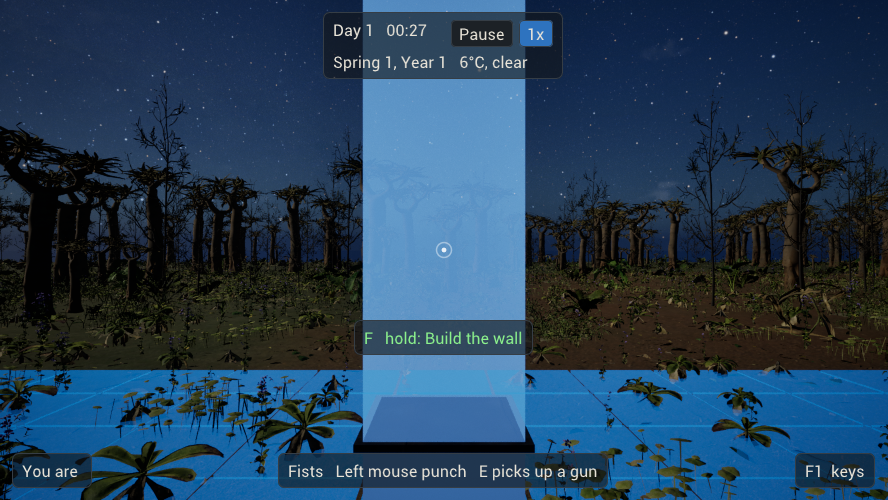 Day 1 00:27 Pause 1x
Spring 1, Year 1 6°C, clear
F hold: Build the wall
You are
Fists Left mouse punch E picks up a gun
F1 keys